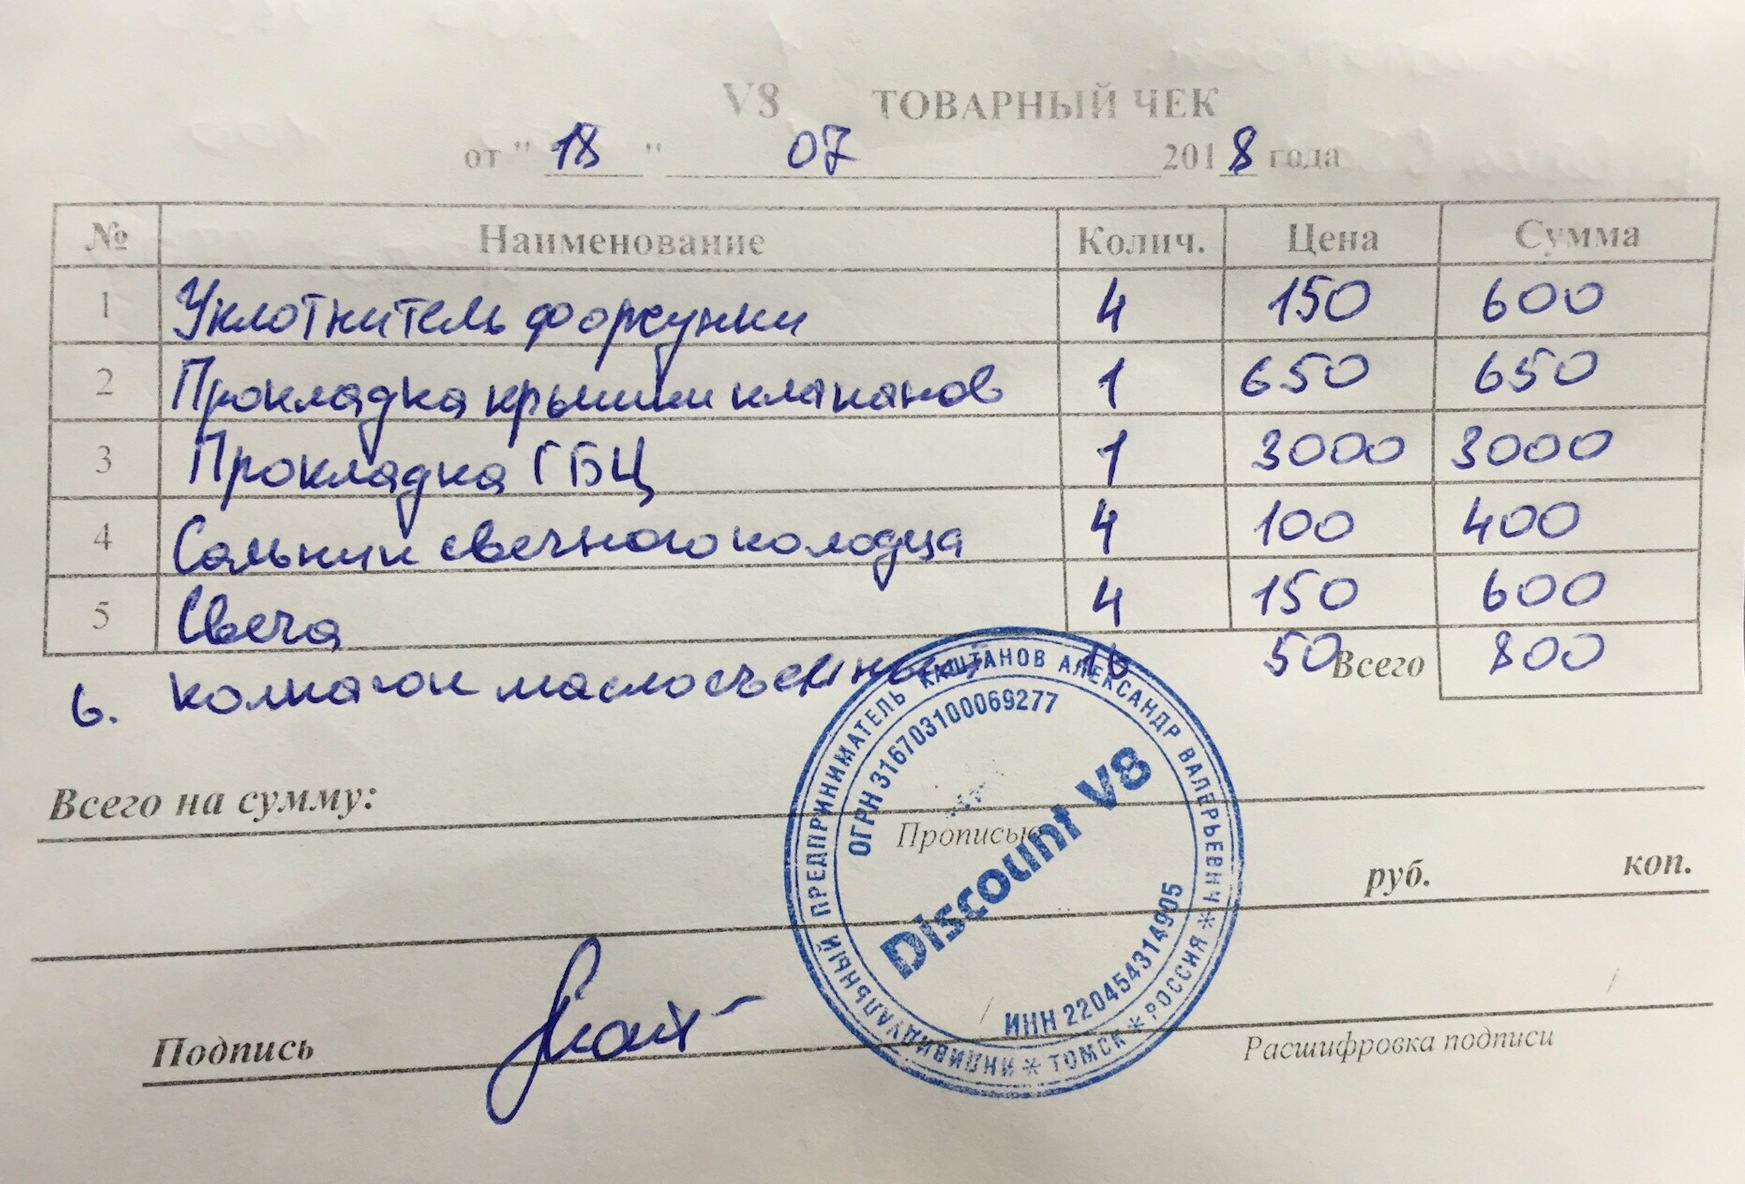 V8 ТОВАРНЫЙ ЧЕК
от " 18 " 07 2018 года
№ Наименование Колич. Цена Сумма
1 Уплотнитель форсунки 4 150 600
2 Прокладка крышки клапанов 1 650 650
3 Прокладка ГБЦ 1 3000 3000
4 Сальник свечного колодца 4 100 400
5 Свеча 4 150 600
6. колпачок маслосъемный 16 50 Всего 800
Всего на сумму:
Прописью
руб. коп.
Подпись
Расшифровка подписи
ИНДИВИДУАЛЬНЫЙ ПРЕДПРИНИМАТЕЛЬ КАШТАНОВ АЛЕКСАНДР ВАЛЕРЬЕВИЧ * РОССИЯ * ТОМСК *
ОГРН 316703100069277
Discount V8
ИНН 220454314905